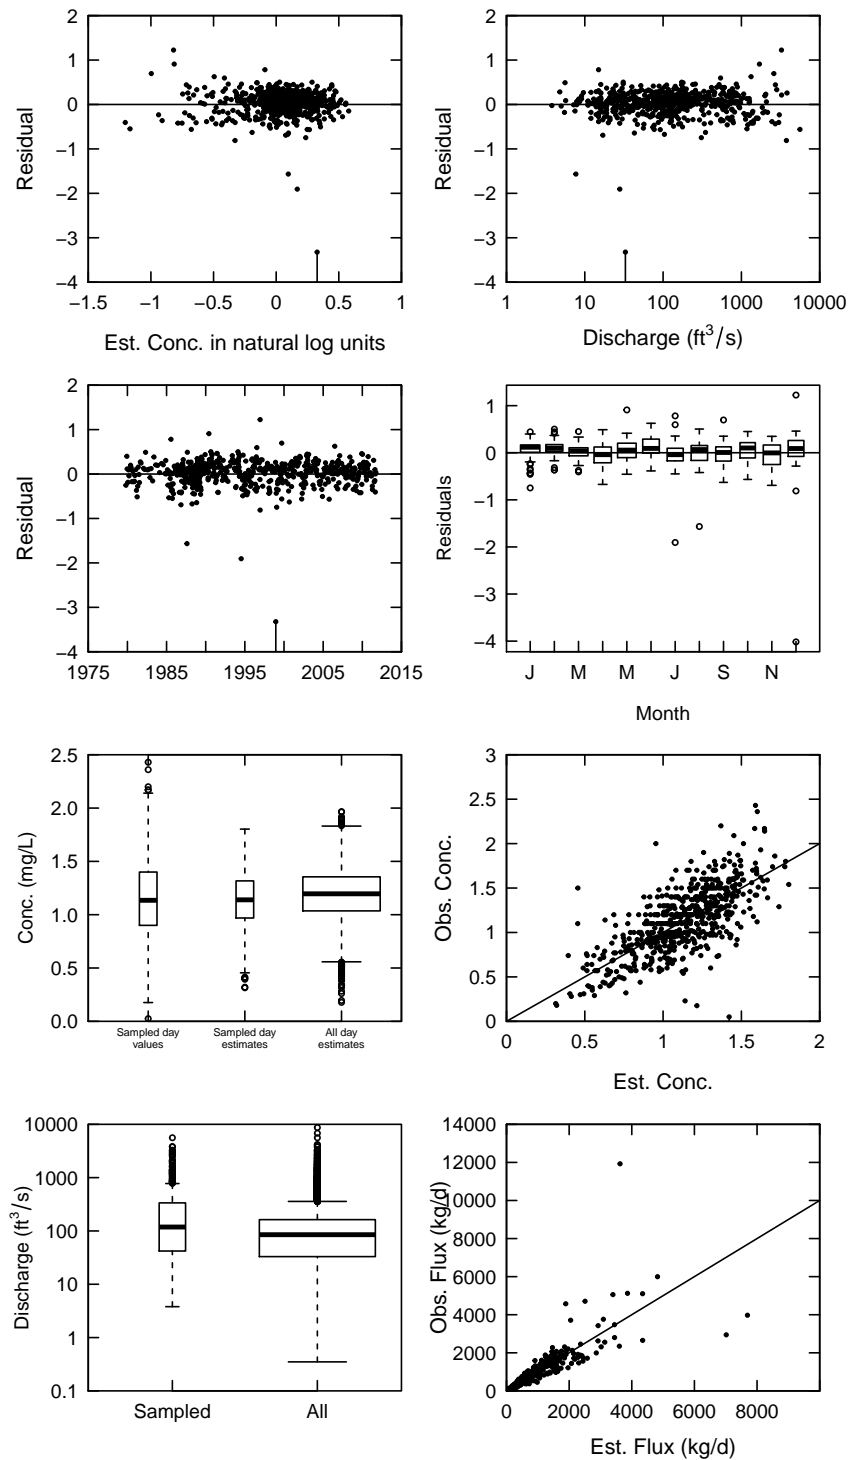 2
1
0
−1
−2
−3
−4
Residual
−1.5 −1 −0.5 0 0.5 1
Est. Conc. in natural log units
2
1
0
−1
−2
−3
−4
Residual
1 10 100 1000 10000
Discharge (ft³/s)
2
1
0
−1
−2
−3
−4
Residual
1975 1985 1995 2005 2015
1
0
−1
−2
−3
−4
Residuals
J M M J S N
Month
2.5
2.0
1.5
1.0
0.5
0.0
Conc. (mg/L)
Sampled day values
Sampled day estimates
All day estimates
3
2.5
2
1.5
1
0.5
0
Obs. Conc.
0 0.5 1 1.5 2
Est. Conc.
10000
1000
100
10
1
0.1
Discharge (ft³/s)
Sampled All
14000
12000
10000
8000
6000
4000
2000
0
Obs. Flux (kg/d)
0 2000 4000 6000 8000
Est. Flux (kg/d)